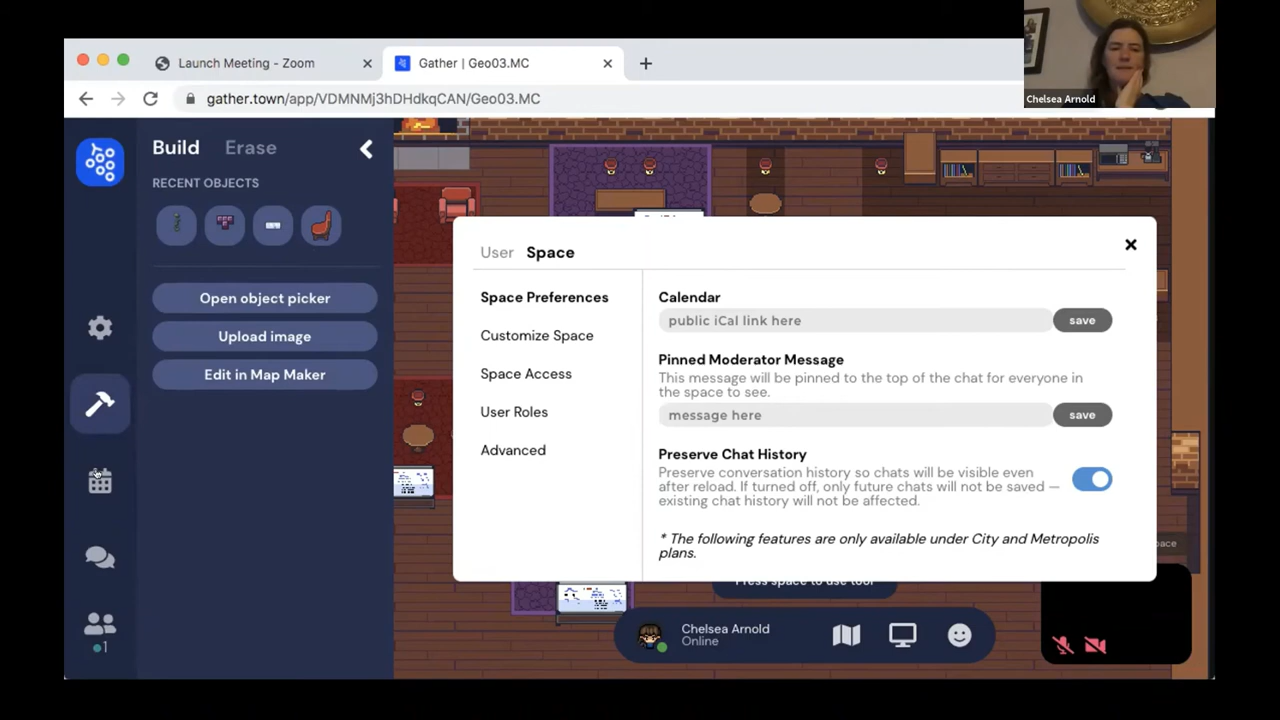 Launch Meeting - Zoom
Gather | Geo03.MC
gather.town/app/VDMNMj3hDHdkqCAN/Geo03.MC
Chelsea Arnold
Build Erase
RECENT OBJECTS
Open object picker
Upload image
Edit in Map Maker
1
User Space
Space Preferences
Customize Space
Space Access
User Roles
Advanced
Calendar
public iCal link here
save
Pinned Moderator Message
This message will be pinned to the top of the chat for everyone in
the space to see.
message here
save
Preserve Chat History
Preserve conversation history so chats will be visible even
after reload. If turned off, only future chats will not be saved —
existing chat history will not be affected.
* The following features are only available under City and Metropolis
plans.
Press space to use tool
Chelsea Arnold
Online